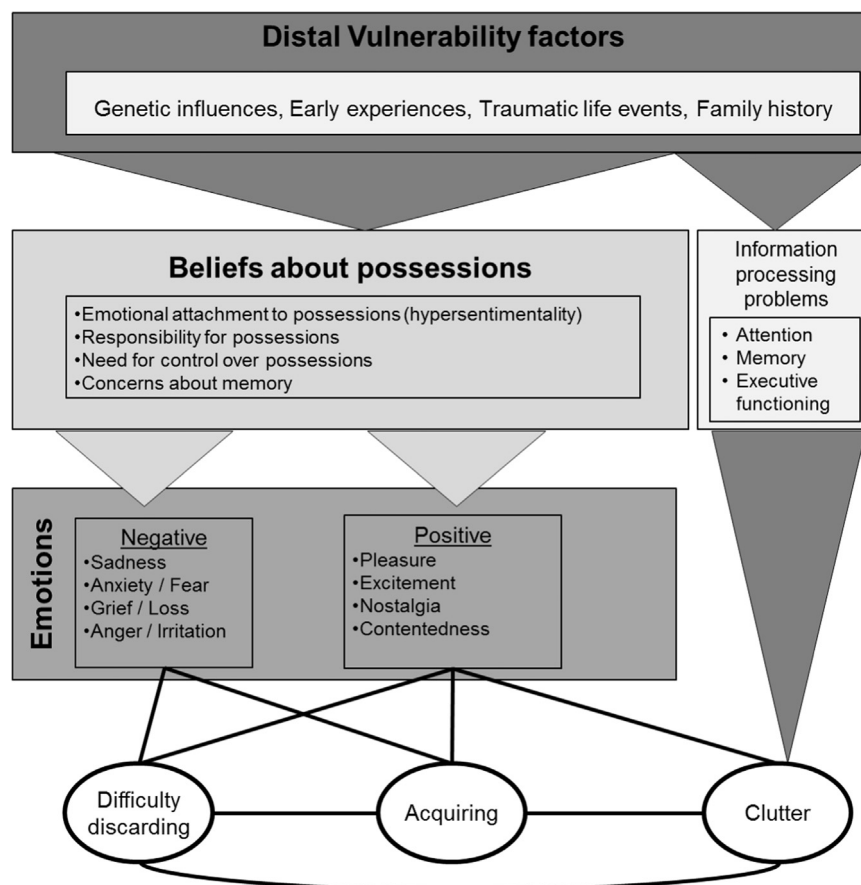 Distal Vulnerability factors
Genetic influences, Early experiences, Traumatic life events, Family history
Beliefs about possessions
•Emotional attachment to possessions (hypersentimentality)
•Responsibility for possessions
•Need for control over possessions
•Concerns about memory
Information
processing
problems
• Attention
• Memory
• Executive
functioning
Emotions
Negative
•Sadness
•Anxiety / Fear
•Grief / Loss
•Anger / Irritation
Positive
•Pleasure
•Excitement
•Nostalgia
•Contentedness
Difficulty
discarding
Acquiring
Clutter